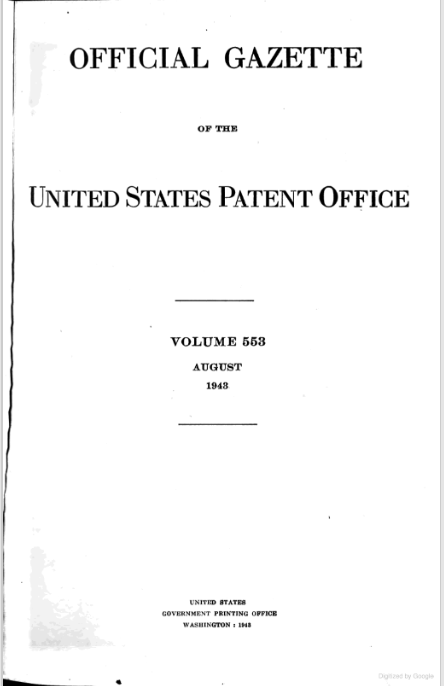 OFFICIAL GAZETTE
OF THE
UNITED STATES PATENT OFFICE
VOLUME 553
AUGUST
1943
UNITED STATES
GOVERNMENT PRINTING OFFICE
WASHINGTON : 1943
Digitized by Google